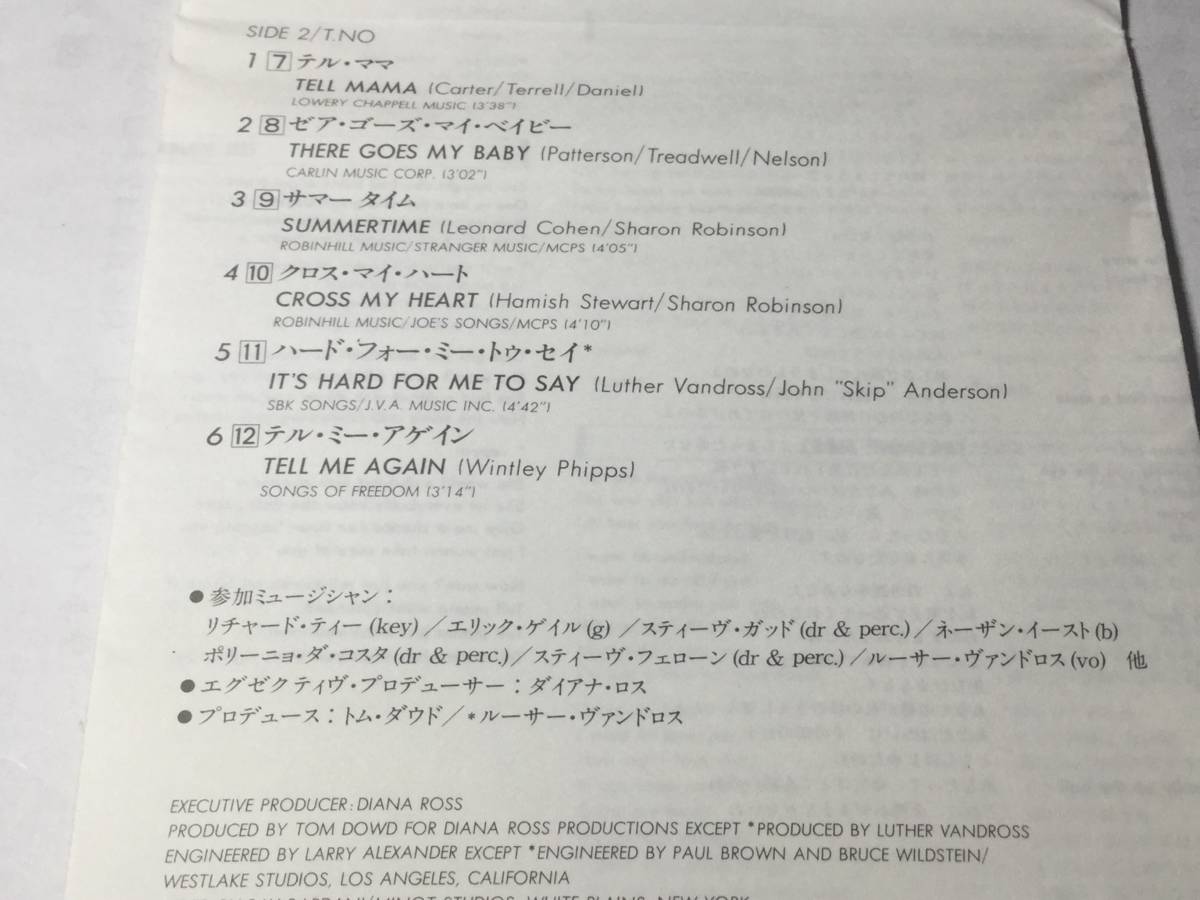 SIDE 2/T.NO
1 7 テル・ママ
TELL MAMA (Carter/Terrell/Daniel)
LOWERY CHAPPELL MUSIC (3'38")
2 8 ゼア・ゴーズ・マイ・ベイビー
THERE GOES MY BABY (Patterson/Treadwell/Nelson)
CARLIN MUSIC CORP. (3'02")
3 9 サマー タイム
SUMMERTIME (Leonard Cohen/Sharon Robinson)
ROBINHILL MUSIC/STRANGER MUSIC/MCPS (4'05")
4 10 クロス・マイ・ハート
CROSS MY HEART (Hamish Stewart/Sharon Robinson)
ROBINHILL MUSIC/JOE'S SONGS/MCPS (4'10")
5 11 ハード・フォー・ミー・トゥ・セイ*
IT'S HARD FOR ME TO SAY (Luther Vandross/John "Skip" Anderson)
SBK SONGS/J.V.A. MUSIC INC. (4'42")
6 12 テル・ミー・アゲイン
TELL ME AGAIN (Wintley Phipps)
SONGS OF FREEDOM (3'14")
●参加ミュージシャン：
リチャード・ティー(key)／エリック・ゲイル(g)／スティーヴ・ガッド(dr & perc.)／ネーザン・イースト(b)
ポリーニョ・ダ・コスタ(dr & perc.)／スティーヴ・フェローン(dr & perc.)／ルーサー・ヴァンドロス(vo) 他
●エグゼクティヴ・プロデューサー：ダイアナ・ロス
●プロデュース：トム・ダウド／*ルーサー・ヴァンドロス
EXECUTIVE PRODUCER: DIANA ROSS
PRODUCED BY TOM DOWD FOR DIANA ROSS PRODUCTIONS EXCEPT *PRODUCED BY LUTHER VANDROSS
ENGINEERED BY LARRY ALEXANDER EXCEPT *ENGINEERED BY PAUL BROWN AND BRUCE WILDSTEIN/
WESTLAKE STUDIOS, LOS ANGELES, CALIFORNIA
STUDIOS, WHITE PLAINS, NEW YORK